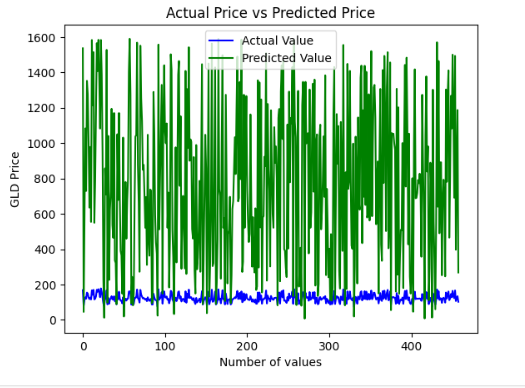 Actual Price vs Predicted Price
Actual Value
Predicted Value
1600
1400
1200
1000
800
600
400
200
0
GLD Price
0
100
200
300
400
Number of values